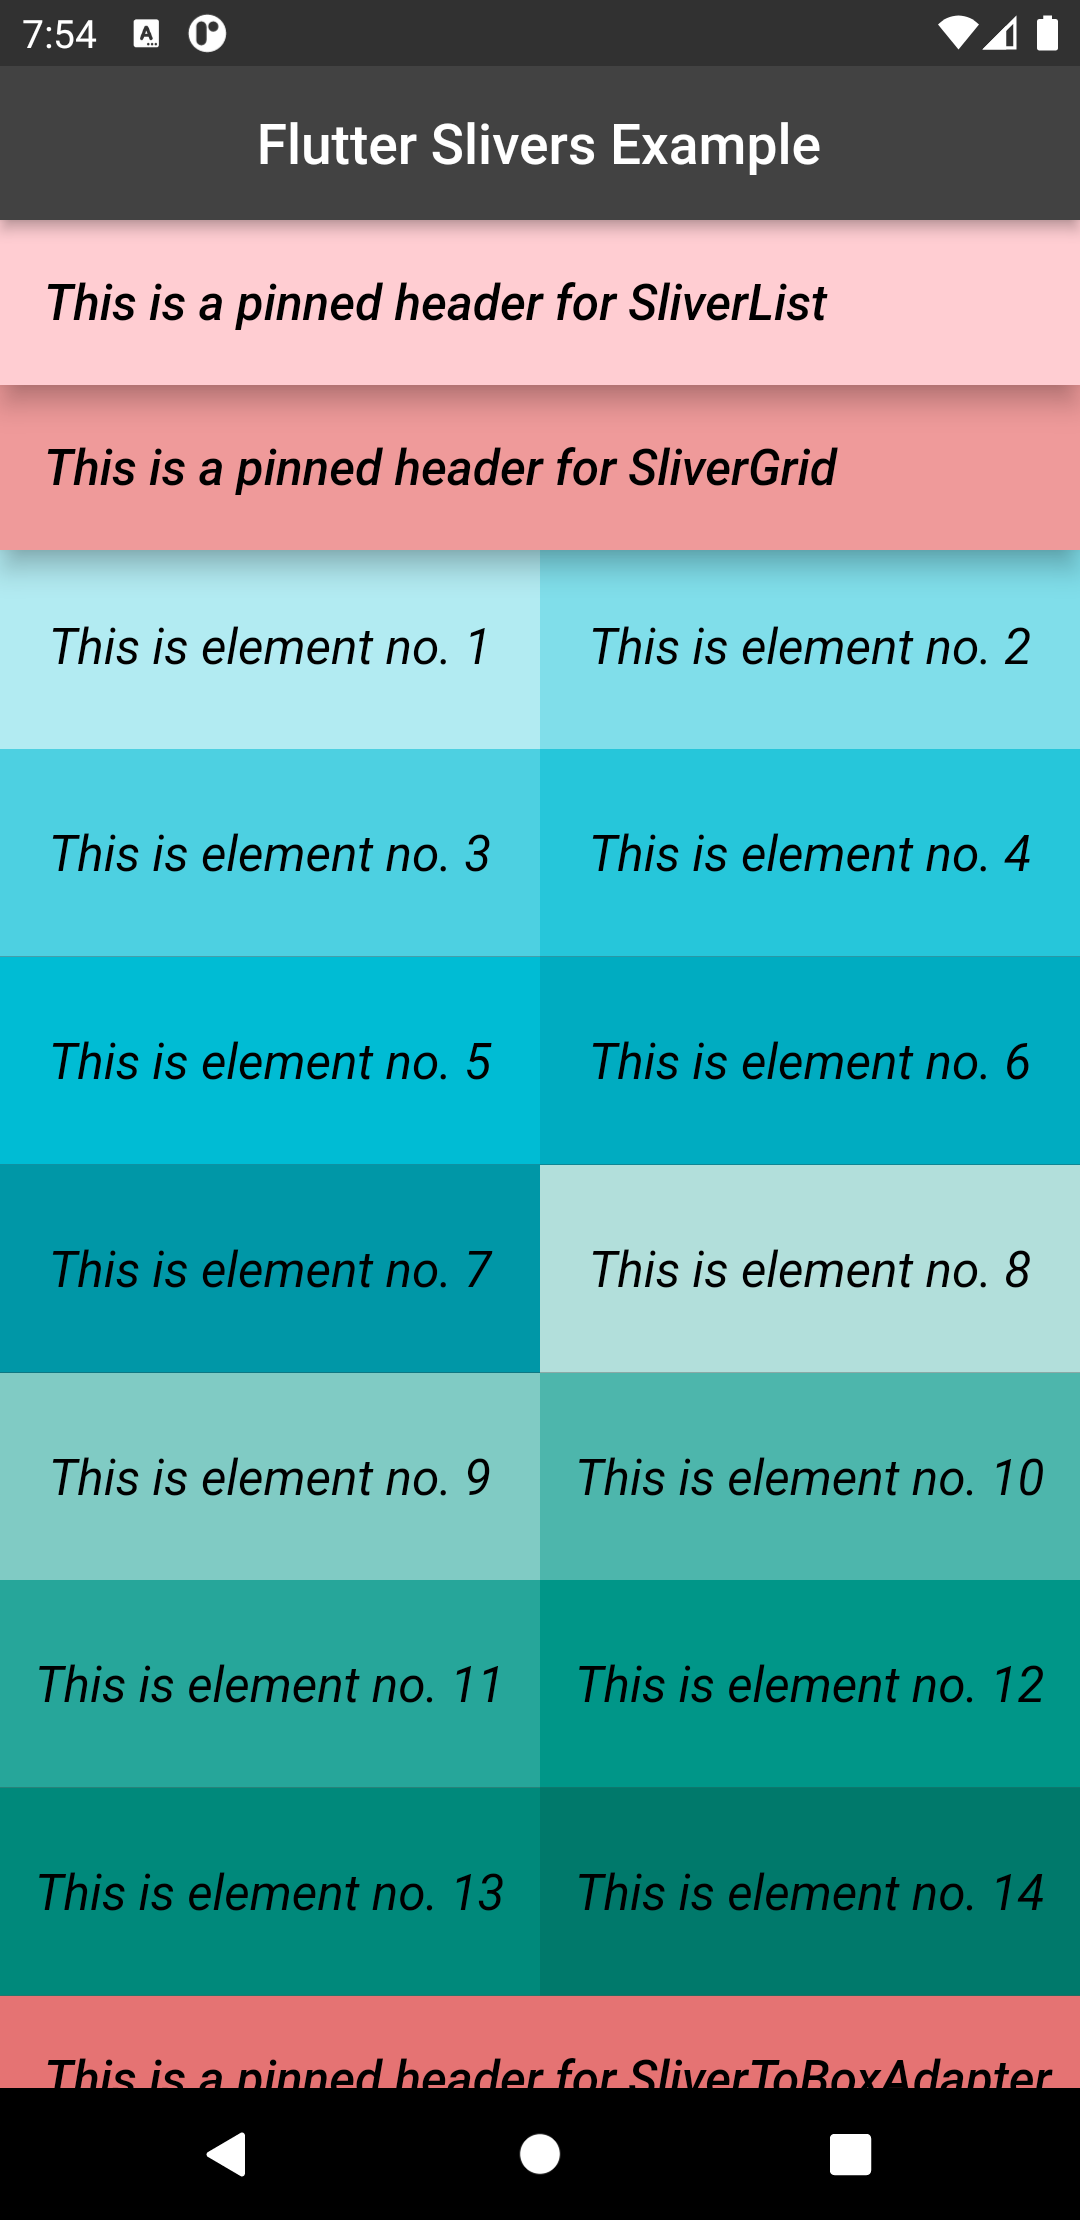 7:54
Flutter Slivers Example
This is a pinned header for SliverList
This is a pinned header for SliverGrid
This is element no. 1
This is element no. 2
This is element no. 3
This is element no. 4
This is element no. 5
This is element no. 6
This is element no. 7
This is element no. 8
This is element no. 9
This is element no. 10
This is element no. 11
This is element no. 12
This is element no. 13
This is element no. 14
This is a pinned header for SliverToBoxAdapter